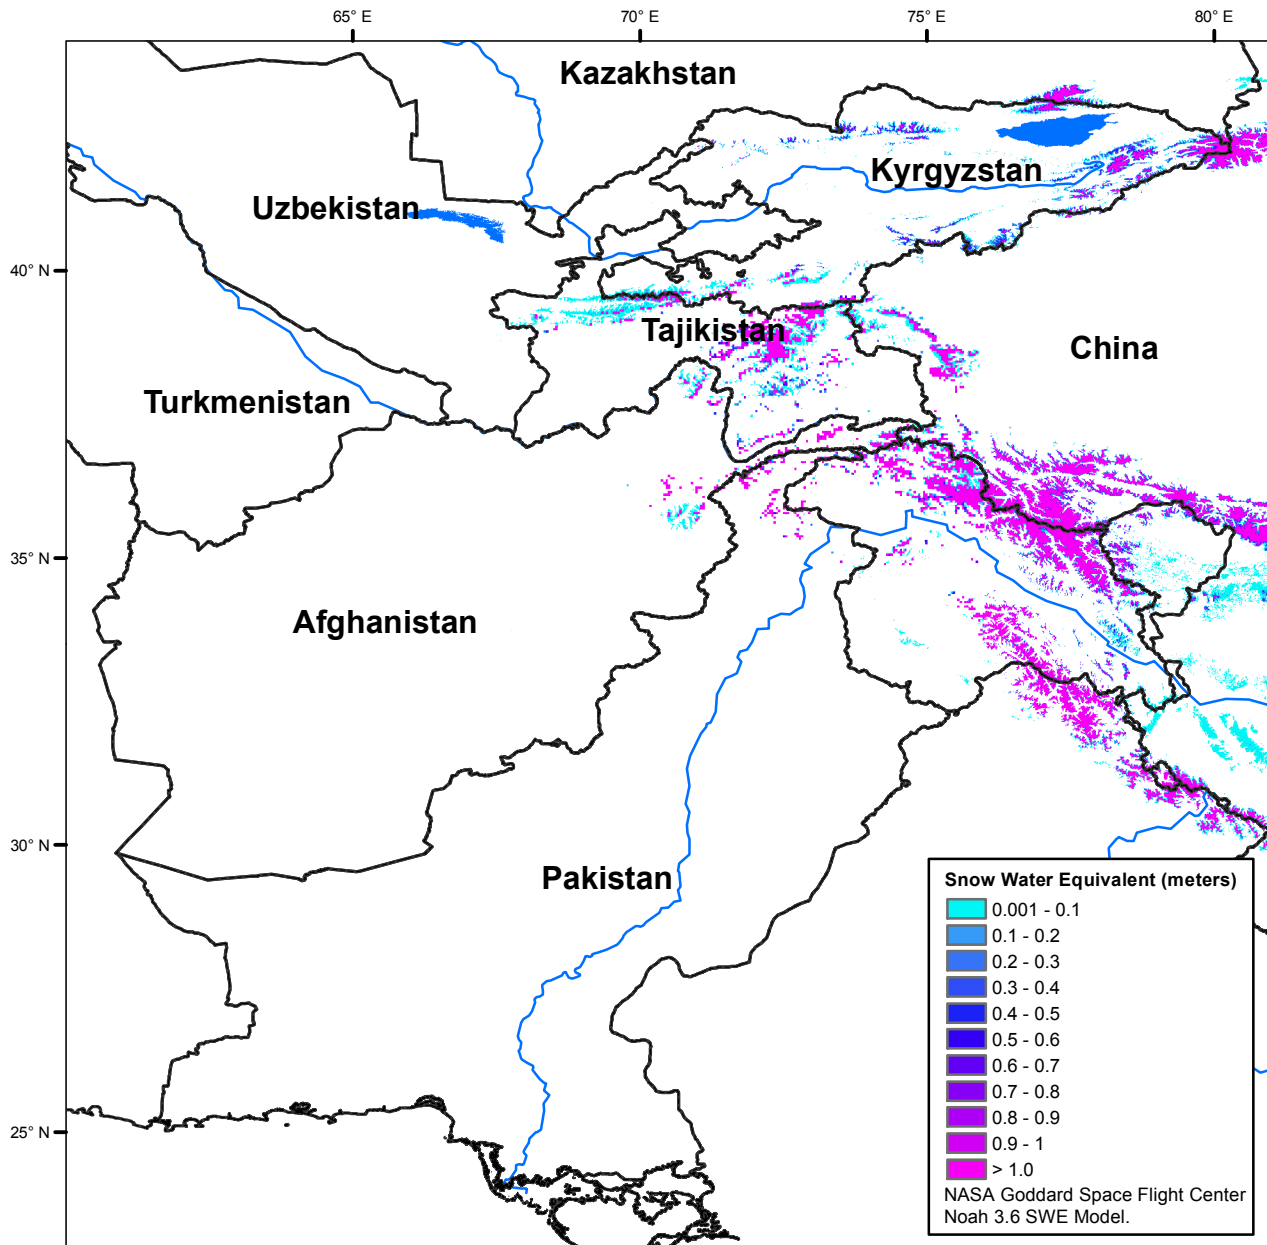 65° E
70° E
75° E
80° E
Kazakhstan
Kyrgyzstan
Uzbekistan
40° N
Tajikistan
China
Turkmenistan
35° N
Afghanistan
30° N
Pakistan
25° N
Snow Water Equivalent (meters)
0.001 - 0.1
0.1 - 0.2
0.2 - 0.3
0.3 - 0.4
0.4 - 0.5
0.5 - 0.6
0.6 - 0.7
0.7 - 0.8
0.8 - 0.9
0.9 - 1
> 1.0
NASA Goddard Space Flight Center
Noah 3.6 SWE Model.